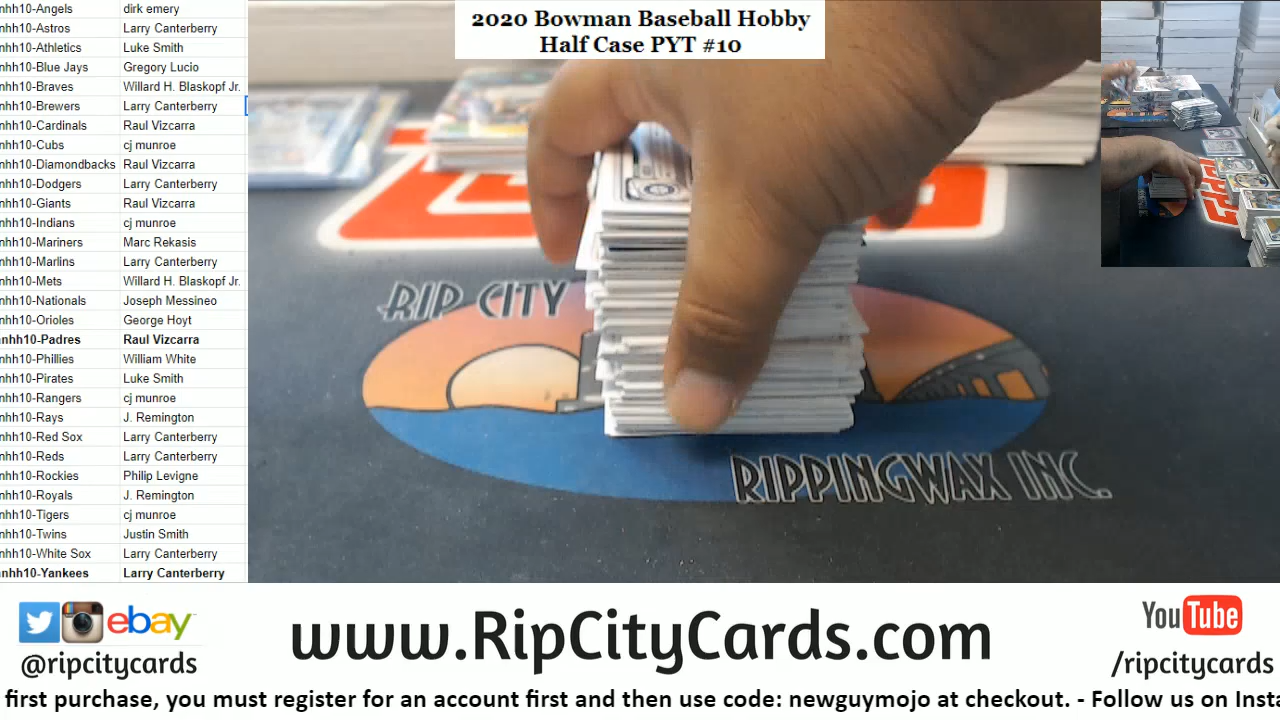 2020 Bowman Baseball Hobby
Half Case PYT #10
nhh10-Angels dirk emery
nhh10-Astros Larry Canterberry
nhh10-Athletics Luke Smith
nhh10-Blue Jays Gregory Lucio
nhh10-Braves Willard H. Blaskopf Jr.
nhh10-Brewers Larry Canterberry
nhh10-Cardinals Raul Vizcarra
nhh10-Cubs cj munroe
nhh10-Diamondbacks Raul Vizcarra
nhh10-Dodgers Larry Canterberry
nhh10-Giants Raul Vizcarra
nhh10-Indians cj munroe
nhh10-Mariners Marc Rekasis
nhh10-Marlins Larry Canterberry
nhh10-Mets Willard H. Blaskopf Jr.
nhh10-Nationals Joseph Messineo
nhh10-Orioles George Hoyt
anhh10-Padres Raul Vizcarra
nhh10-Phillies William White
nhh10-Pirates Luke Smith
nhh10-Rangers cj munroe
nhh10-Rays J. Remington
nhh10-Red Sox Larry Canterberry
nhh10-Reds Larry Canterberry
nhh10-Rockies Philip Levigne
nhh10-Royals J. Remington
nhh10-Tigers cj munroe
nhh10-Twins Justin Smith
nhh10-White Sox Larry Canterberry
anhh10-Yankees Larry Canterberry
RIP CITY
RIPPINGWAX INC.
ebay
@ripcitycards
www.RipCityCards.com
YouTube
/ripcitycards
first purchase, you must register for an account first and then use code: newguymojo at checkout. - Follow us on Insta